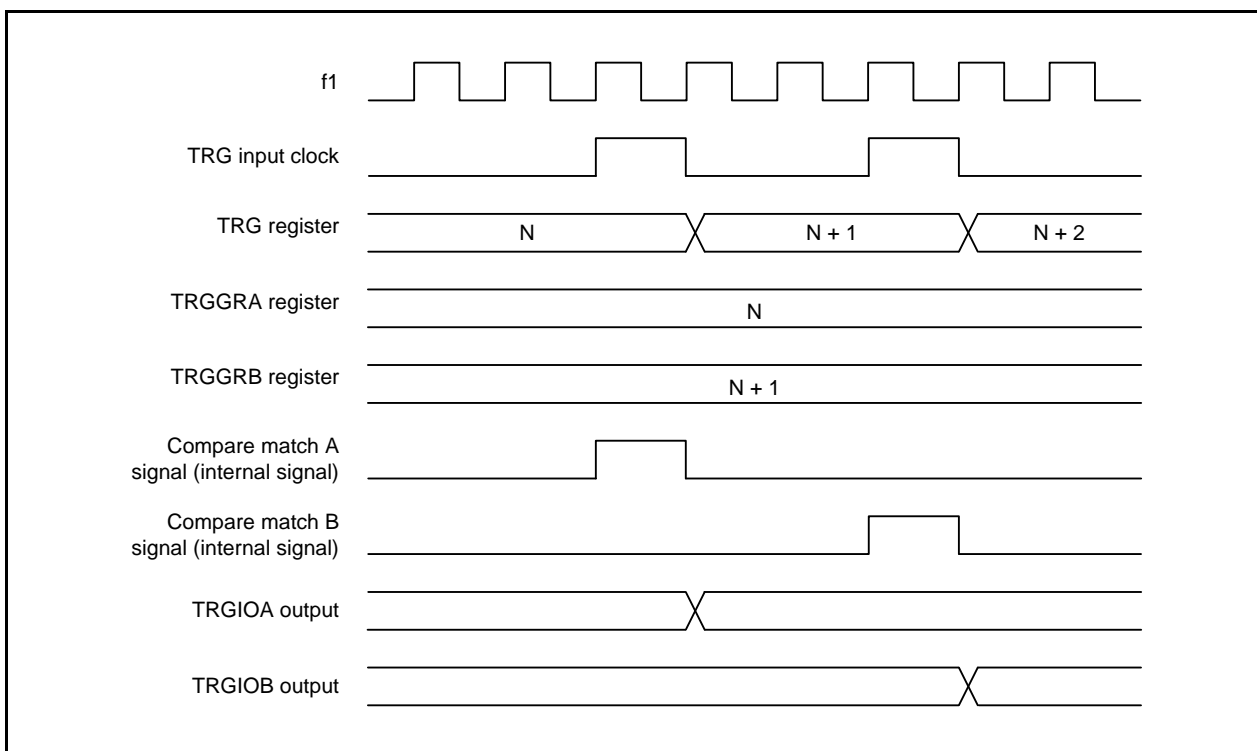 f1
TRG input clock
TRG register
N
N + 1
N + 2
TRGGRA register
N
TRGGRB register
N + 1
Compare match A
signal (internal signal)
Compare match B
signal (internal signal)
TRGIOA output
TRGIOB output